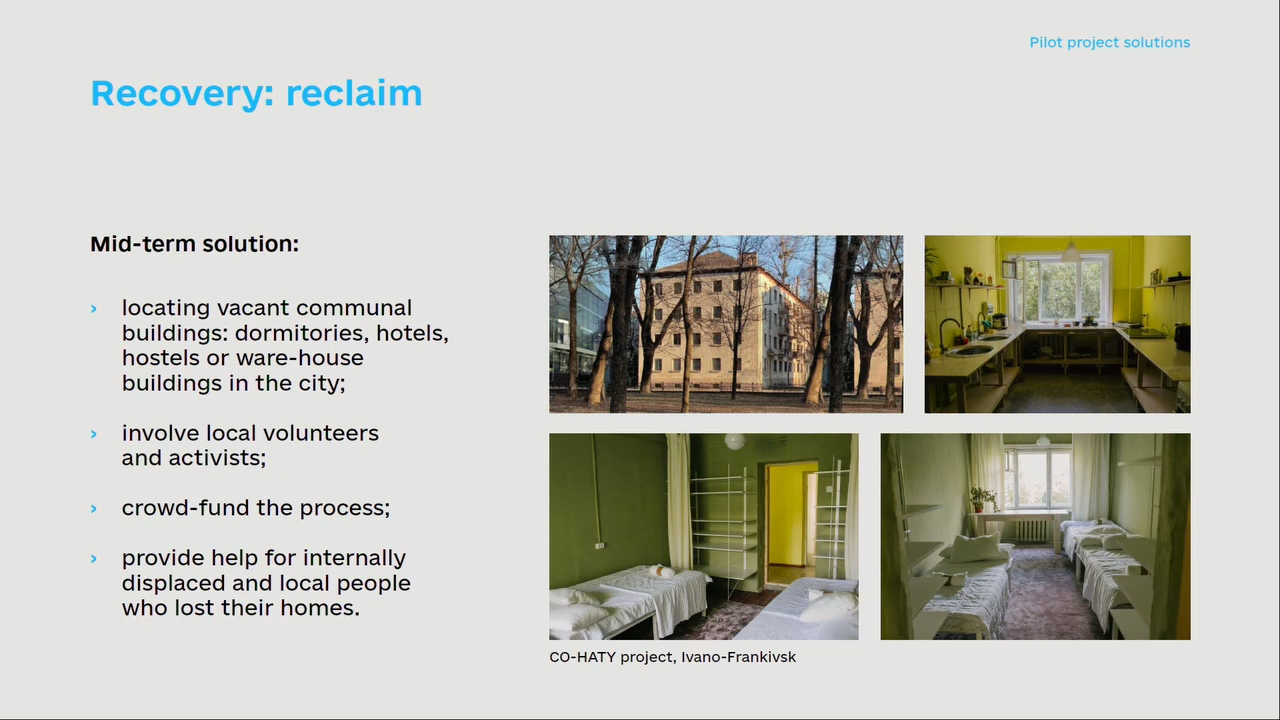 Pilot project solutions
Recovery: reclaim
Mid-term solution:
› locating vacant communal
buildings: dormitories, hotels,
hostels or ware-house
buildings in the city;
› involve local volunteers
and activists;
› crowd-fund the process;
› provide help for internally
displaced and local people
who lost their homes.
CO-HATY project, Ivano-Frankivsk